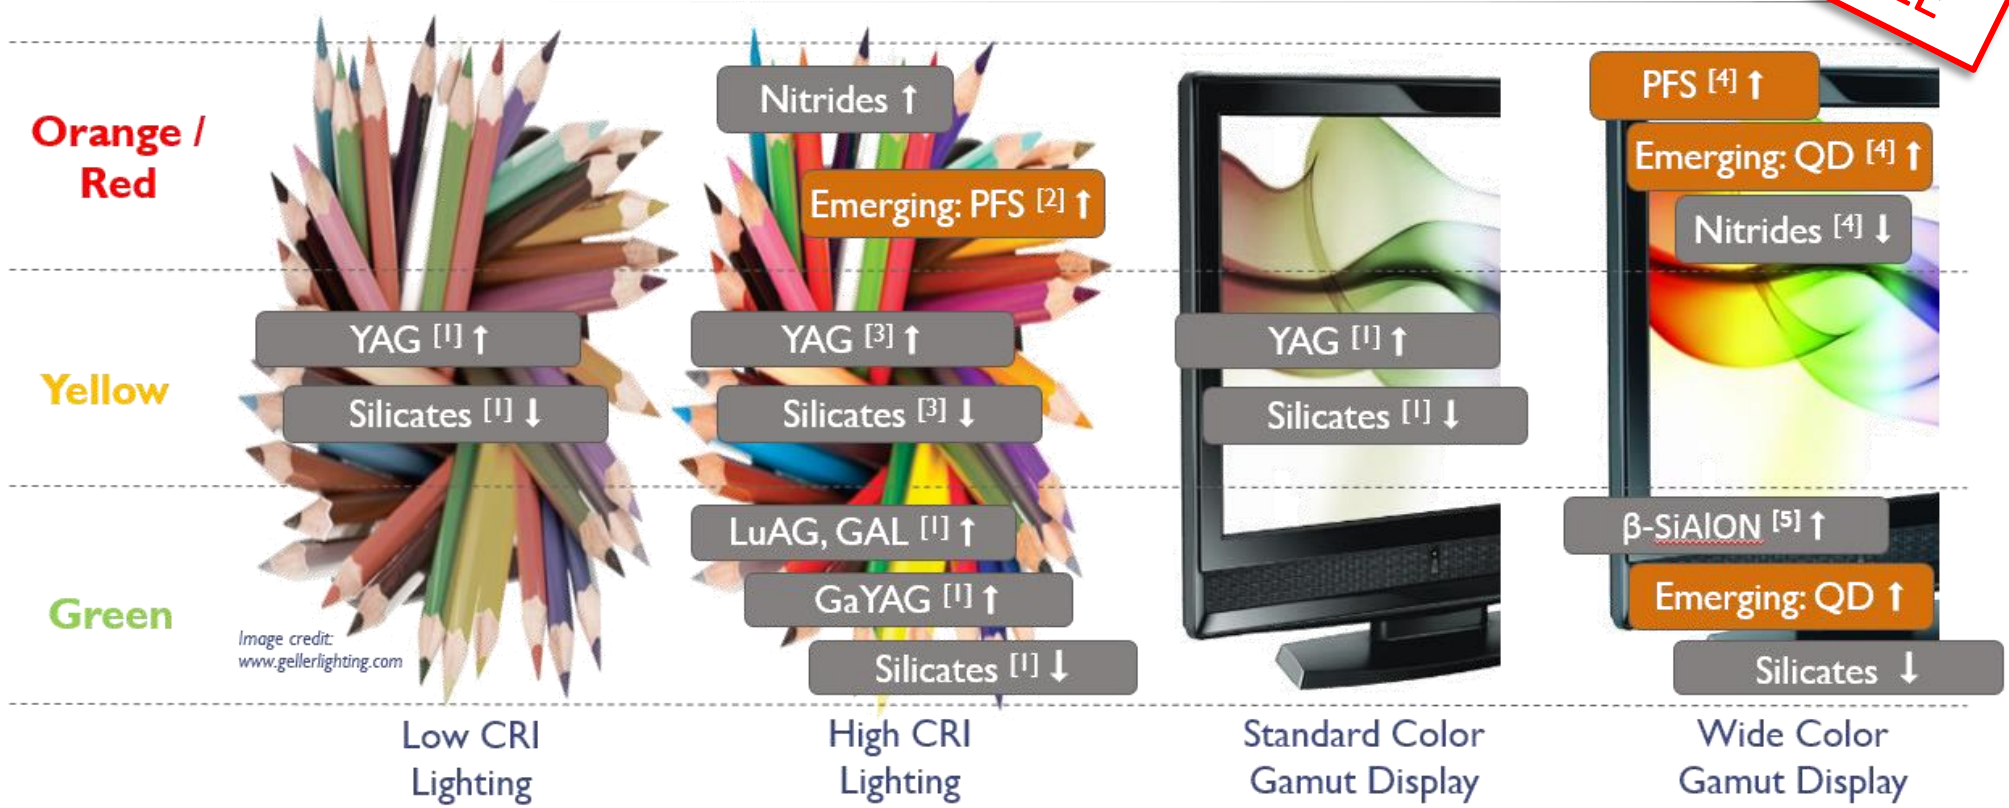 Orange /
Red
Nitrides ↑
Emerging: PFS [2] ↑
PFS [4] ↑
Emerging: QD [4] ↑
Nitrides [4] ↓
Yellow
YAG [1] ↑
Silicates [1] ↓
YAG [3] ↑
Silicates [3] ↓
YAG [1] ↑
Silicates [1] ↓
Green
LuAG, GAL [1] ↑
GaYAG [1] ↑
Silicates [1] ↓
β-SiAlON [5] ↑
Emerging: QD ↑
Silicates ↓
Image credit:
www.gellerlighting.com
Low CRI
Lighting
High CRI
Lighting
Standard Color
Gamut Display
Wide Color
Gamut Display